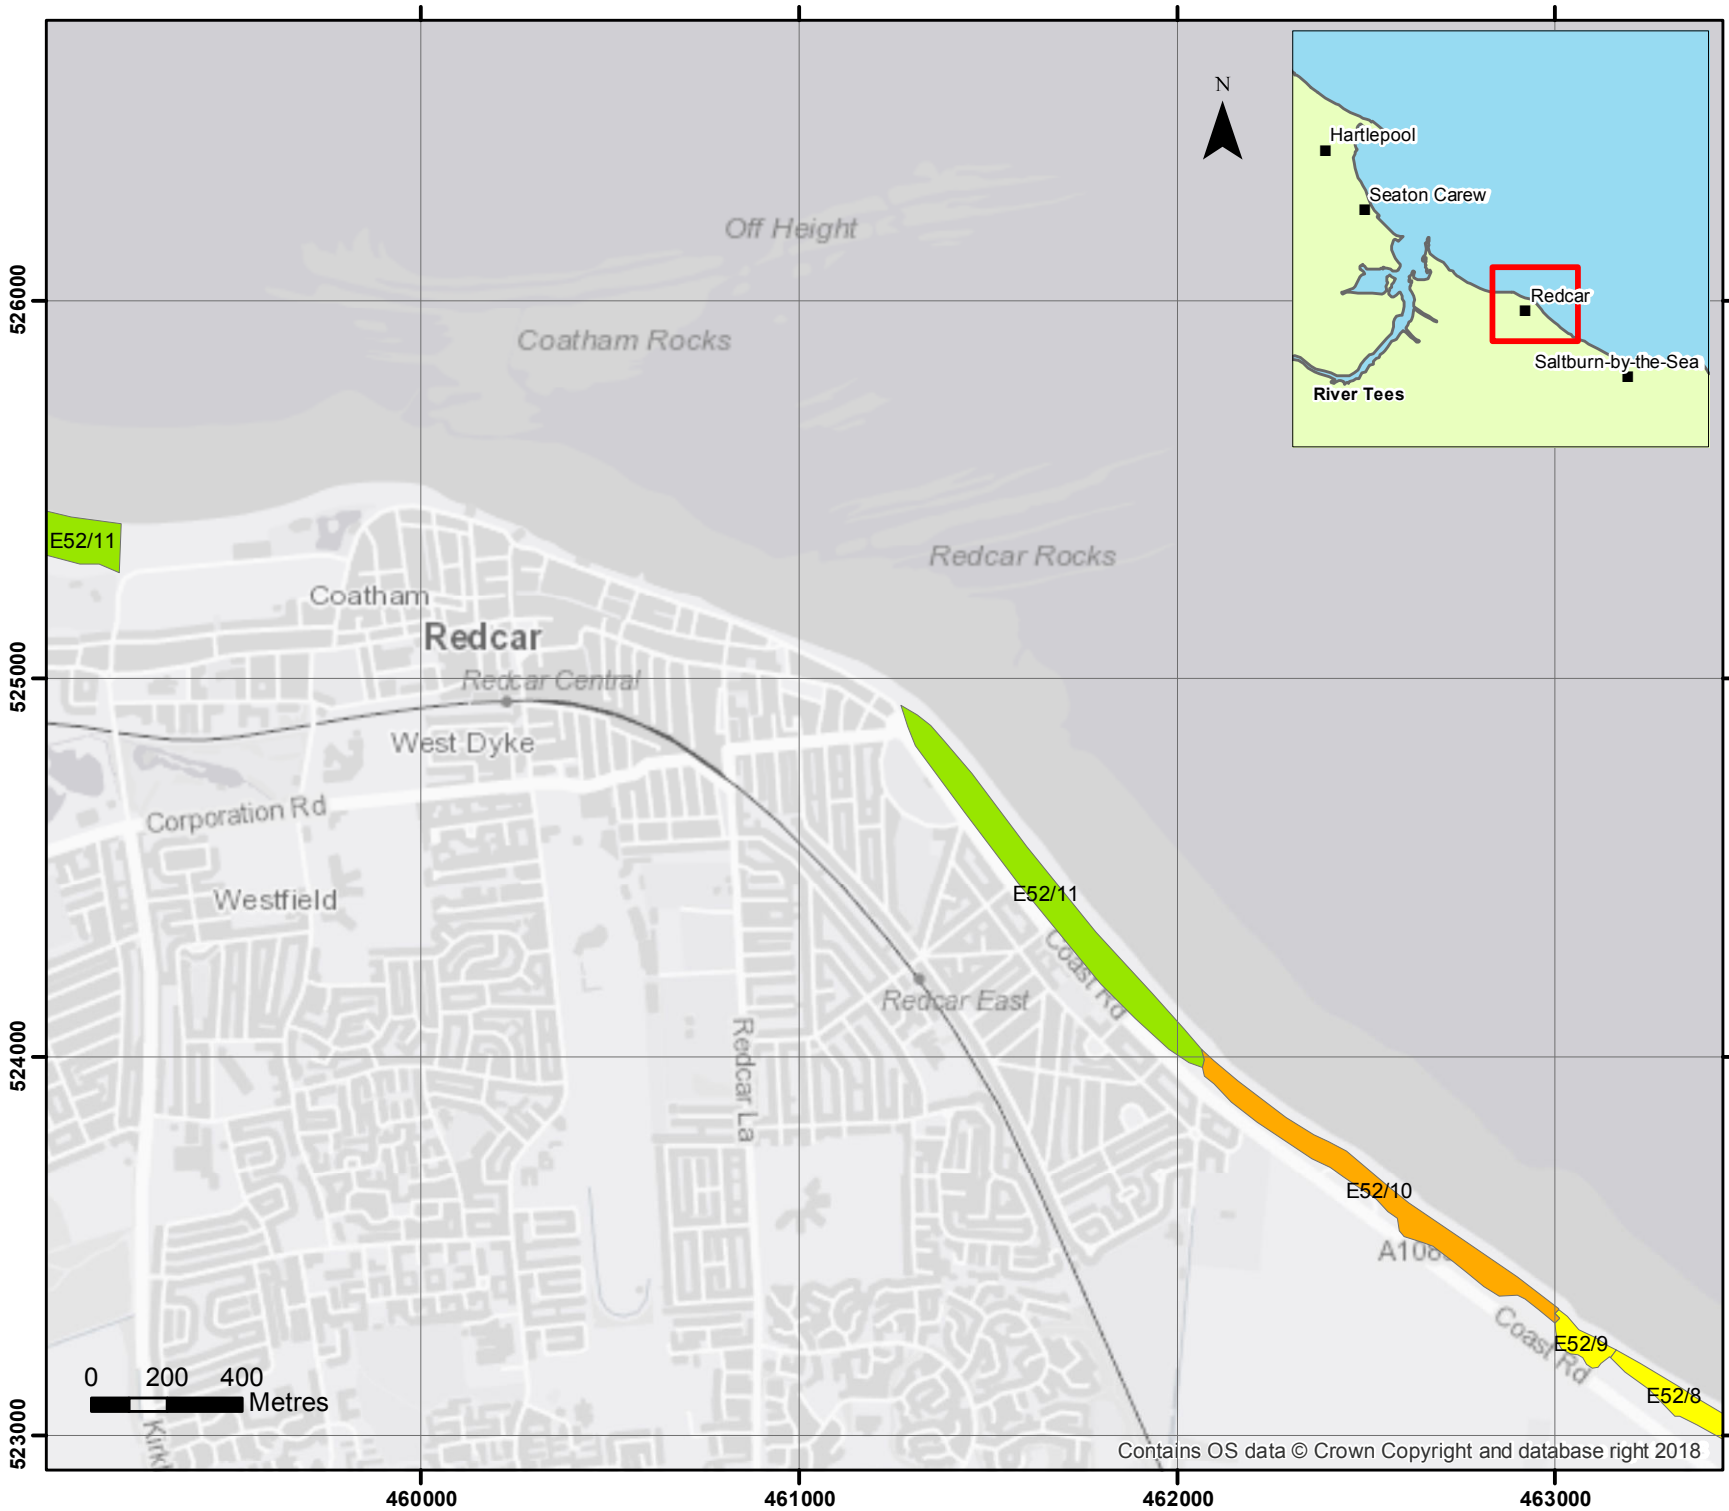 N
Hartlepool
Seaton Carew
Redcar
Saltburn-by-the-Sea
River Tees
Off Height
Coatham Rocks
Redcar Rocks
E52/11
Coatham
Redcar
Redcar Central
West Dyke
Corporation Rd
Westfield
E52/11
Coast Rd
Redcar East
Redcar La
E52/10
A108
Coast Rd
E52/9
E52/8
0 200 400
Metres
Contains OS data © Crown Copyright and database right 2018
526000
525000
524000
523000
460000 461000 462000 463000